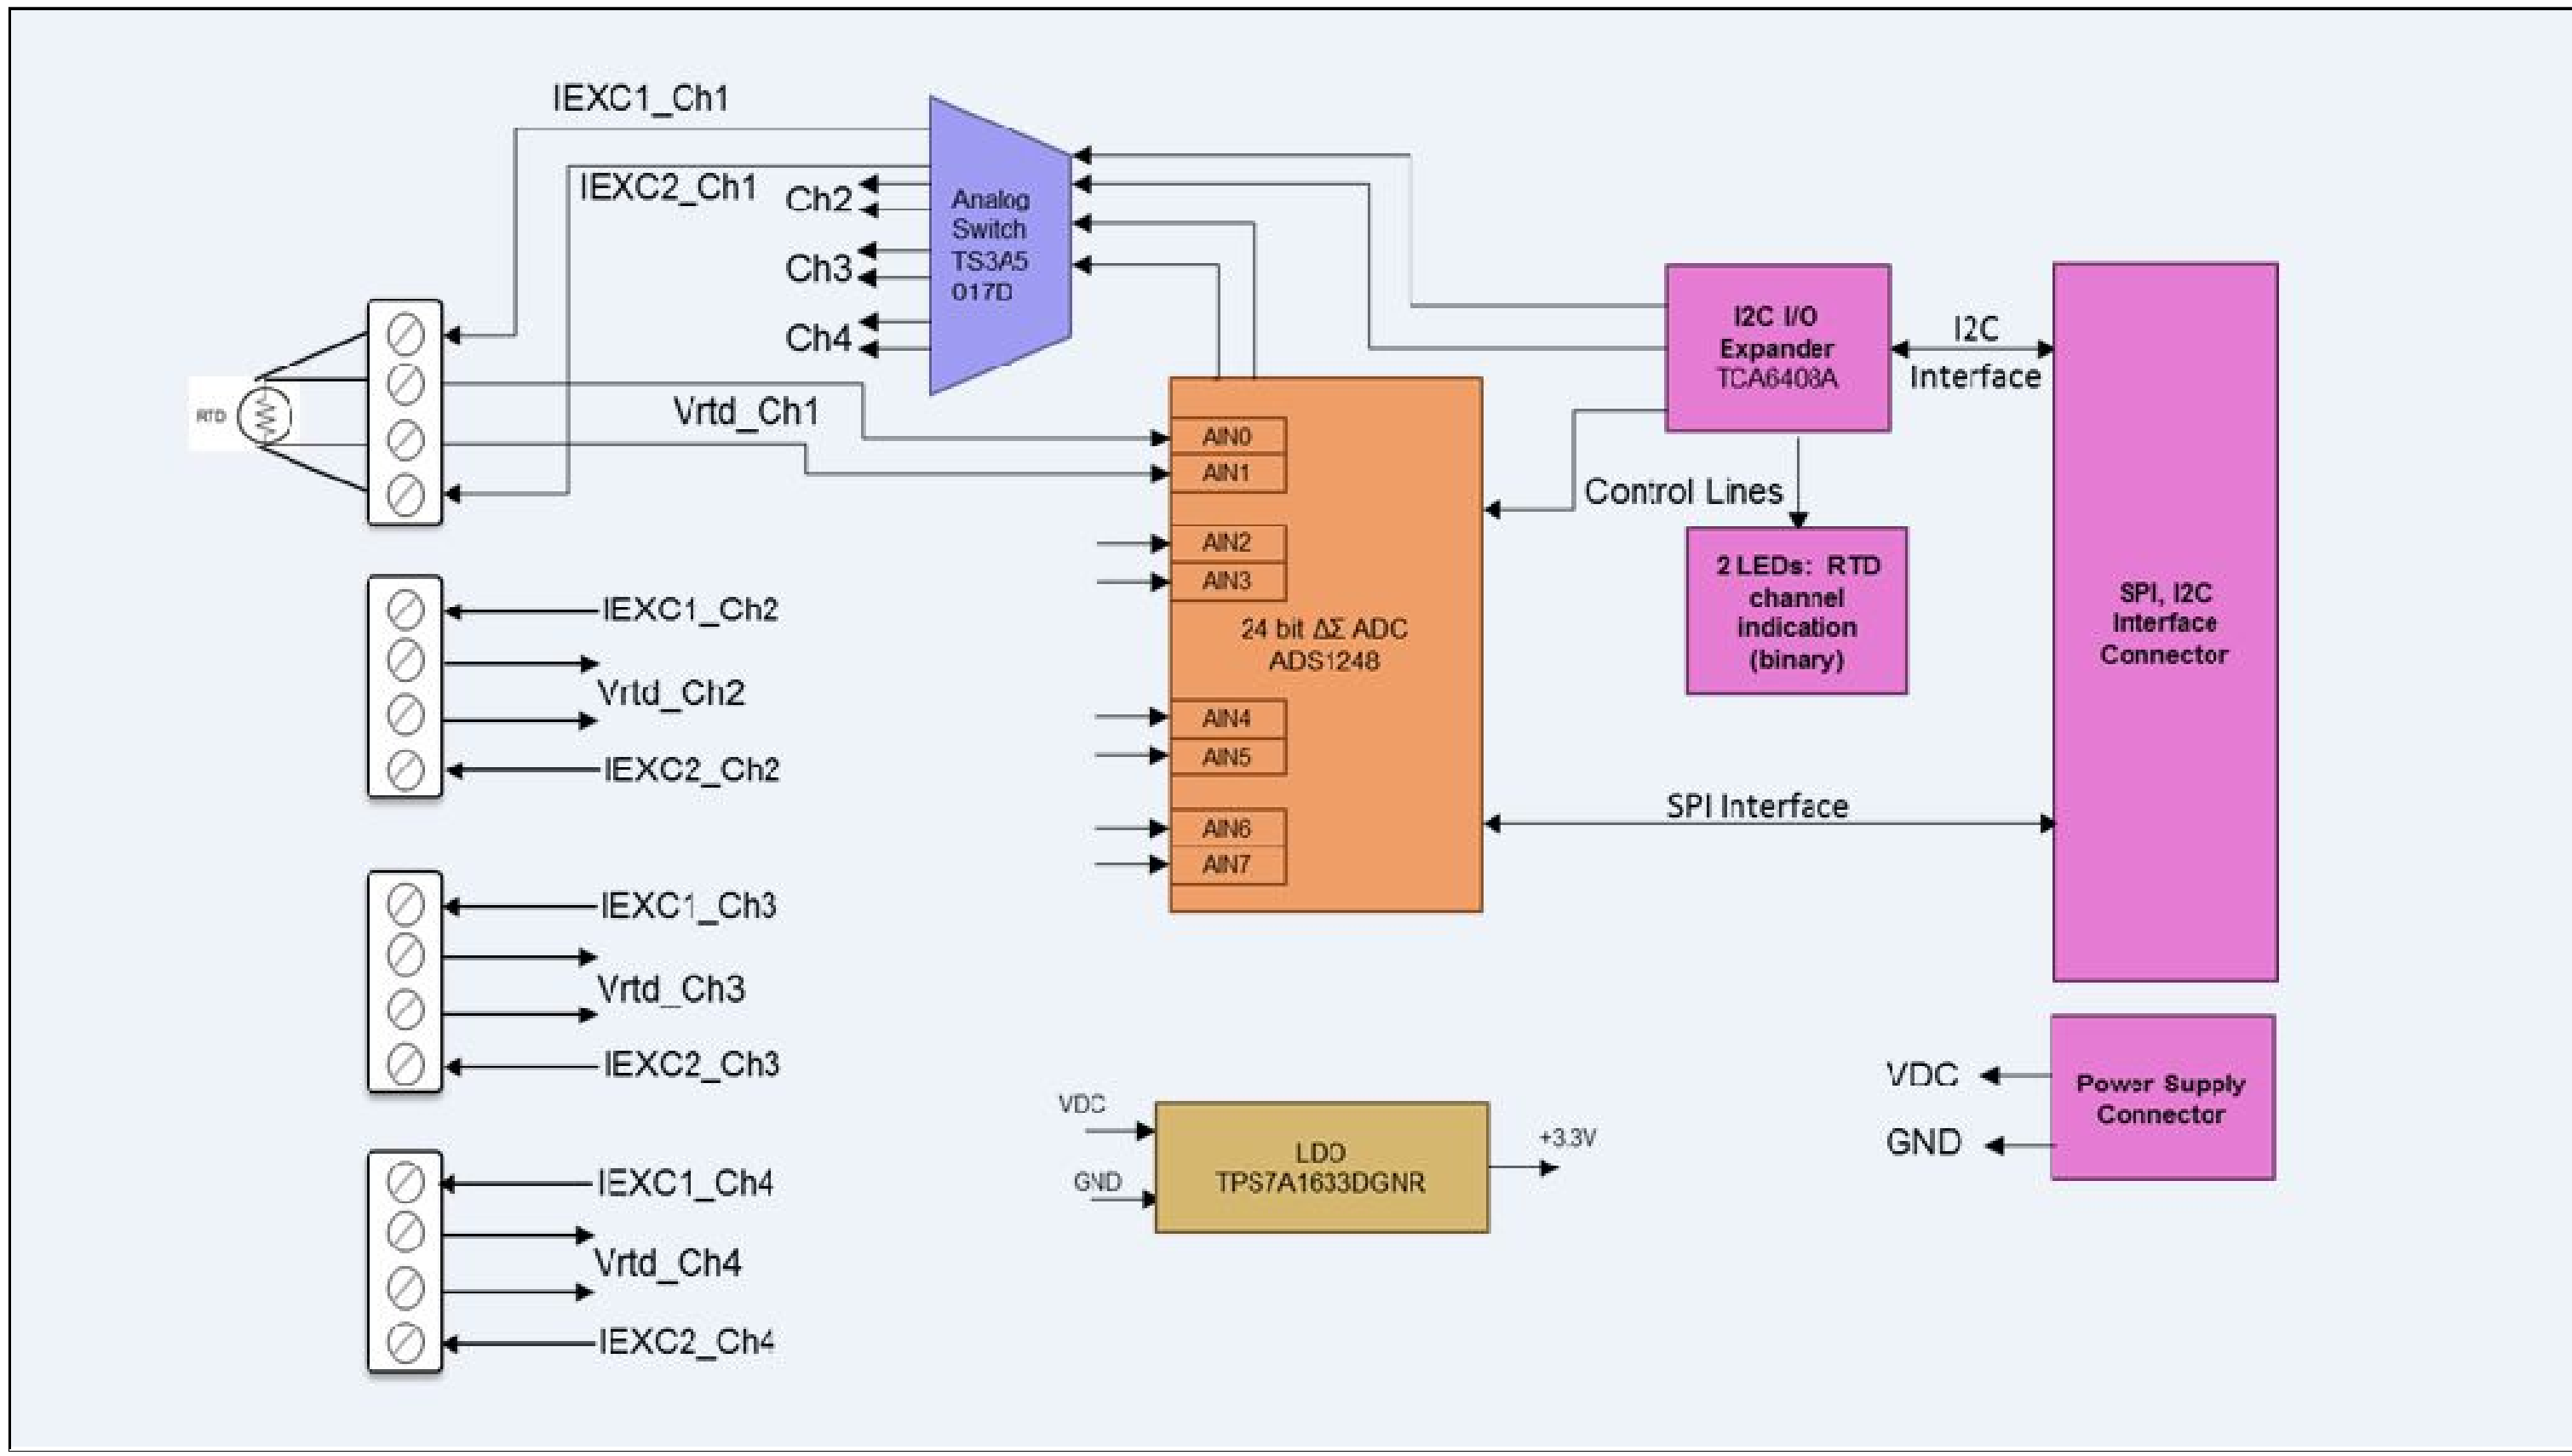 IEXC1_Ch1
IEXC2_Ch1
Ch2
Ch3
Ch4
Analog
Switch
TS3A5
017D
RTD
Vrtd_Ch1
I2C I/O
Expander
TCA6408A
I2C
Interface
SPI, I2C
Interface
Connector
Control Lines
2 LEDs: RTD
channel
indication
(binary)
AIN0
AIN1
AIN2
AIN3
24 bit ΔΣ ADC
ADS1248
AIN4
AIN5
AIN6
AIN7
SPI Interface
IEXC1_Ch2
Vrtd_Ch2
IEXC2_Ch2
IEXC1_Ch3
Vrtd_Ch3
IEXC2_Ch3
IEXC1_Ch4
Vrtd_Ch4
IEXC2_Ch4
VDC
GND
LDO
TPS7A1633DGNR
+3.3V
VDC
GND
Power Supply
Connector